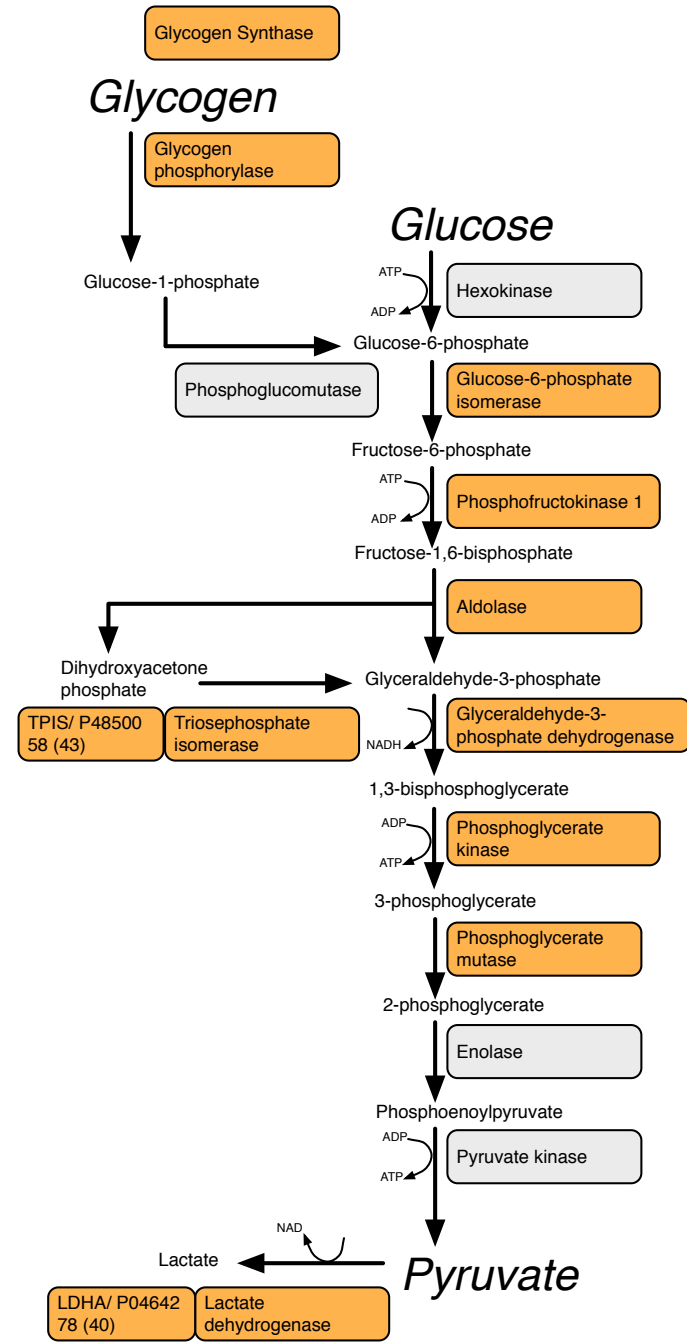 Glycogen Synthase
Glycogen
Glycogen
phosphorylase
Glucose
Glucose-1-phosphate
ATP
ADP
Hexokinase
Glucose-6-phosphate
Phosphoglucomutase
Glucose-6-phosphate
isomerase
Fructose-6-phosphate
ATP
ADP
Phosphofructokinase 1
Fructose-1,6-bisphosphate
Aldolase
Dihydroxyacetone
phosphate
Glyceraldehyde-3-phosphate
TPIS/ P48500
58 (43)
Triosephosphate
isomerase
NADH
Glyceraldehyde-3-
phosphate dehydrogenase
1,3-bisphosphoglycerate
ADP
ATP
Phosphoglycerate
kinase
3-phosphoglycerate
Phosphoglycerate
mutase
2-phosphoglycerate
Enolase
Phosphoenoylpyruvate
ADP
ATP
Pyruvate kinase
NAD
Lactate
Pyruvate
LDHA/ P04642
78 (40)
Lactate
dehydrogenase